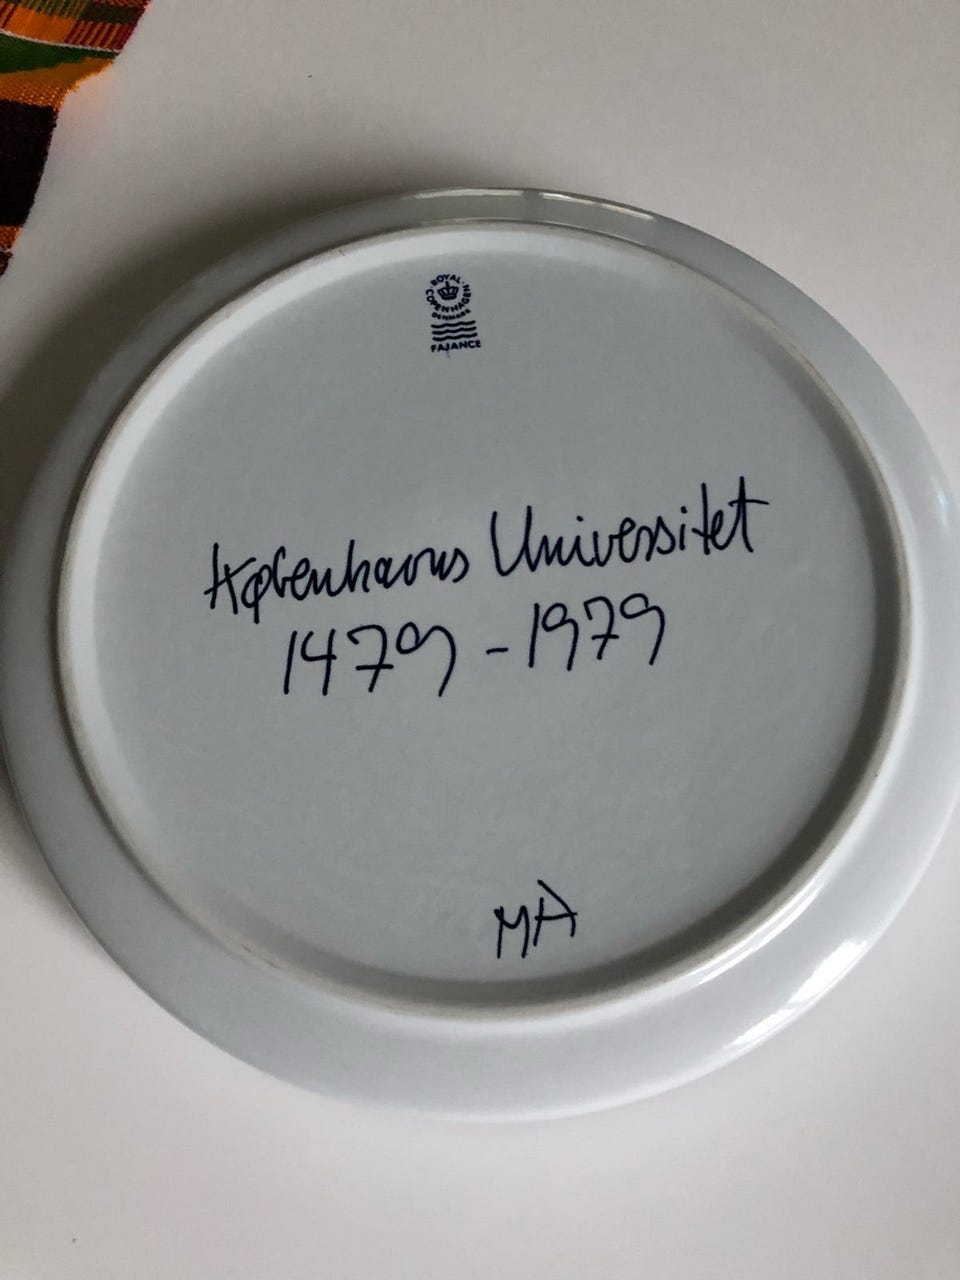 ROYAL COPENHAGEN
DENMARK
FAJANCE
Københavns Universitet
1479-1979
MA